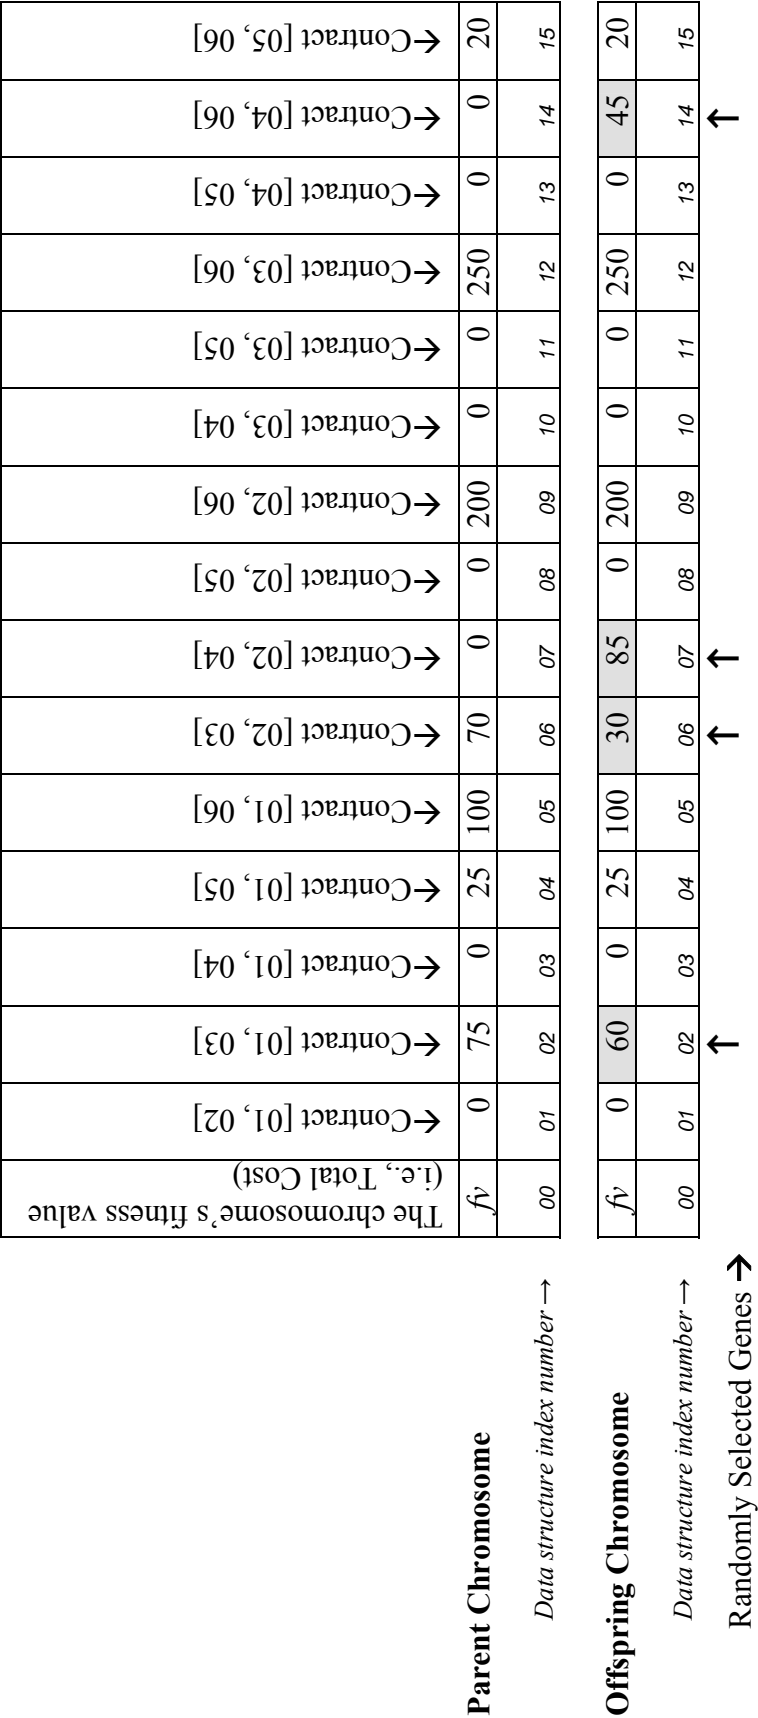 The chromosome's fitness value
(i.e., Total Cost)
←Contract [01, 02]
←Contract [01, 03]
←Contract [01, 04]
←Contract [01, 05]
←Contract [01, 06]
←Contract [02, 03]
←Contract [02, 04]
←Contract [02, 05]
←Contract [02, 06]
←Contract [03, 04]
←Contract [03, 05]
←Contract [03, 06]
←Contract [04, 05]
←Contract [04, 06]
←Contract [05, 06]
Parent Chromosome fv 0 75 0 25 100 70 0 0 200 0 0 250 0 0 20
Data structure index number→ 00 01 02 03 04 05 06 07 08 09 10 11 12 13 14 15
Offspring Chromosome fv 0 60 0 25 100 30 85 0 200 0 0 250 0 45 20
Data structure index number→ 00 01 02 03 04 05 06 07 08 09 10 11 12 13 14 15
Randomly Selected Genes → ↑ ↑ ↑ ↑